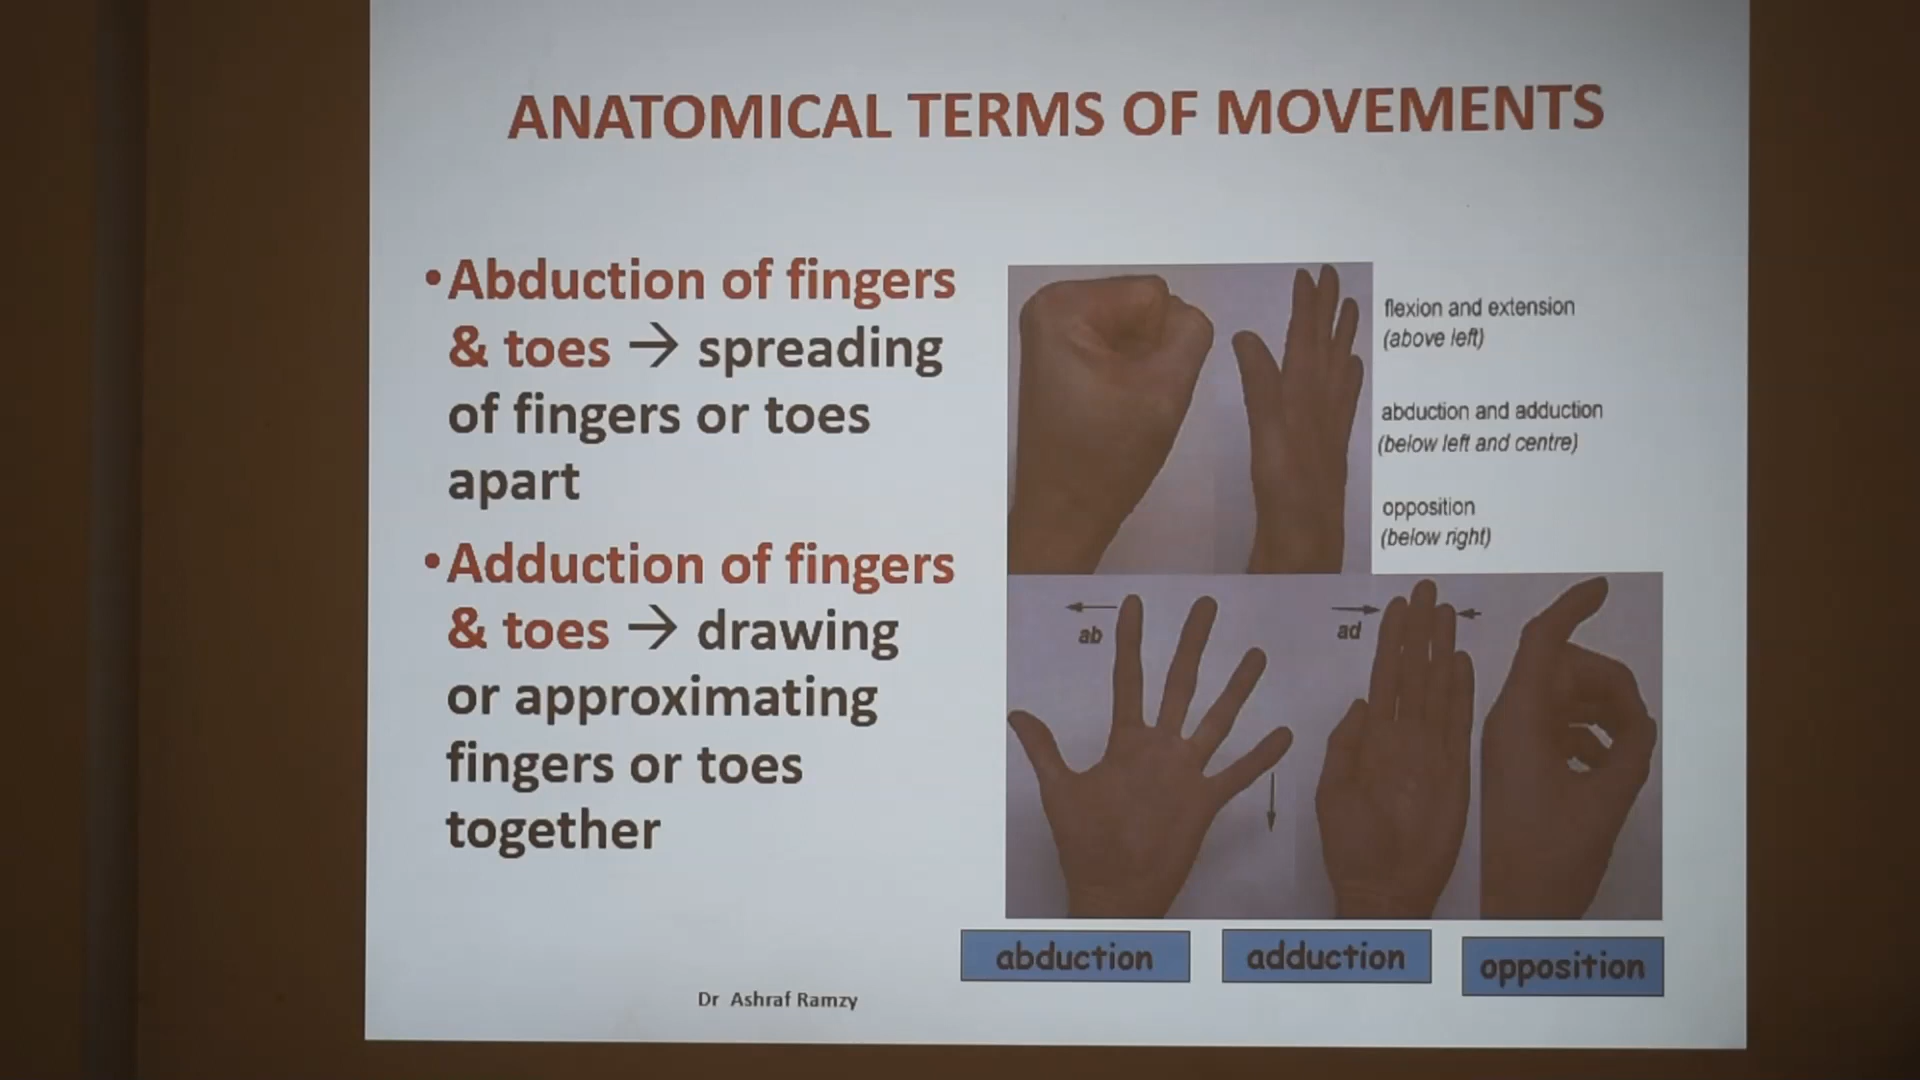 ANATOMICAL TERMS OF MOVEMENTS
•Abduction of fingers
& toes → spreading
of fingers or toes
apart
•Adduction of fingers
& toes → drawing
or approximating
fingers or toes
together
flexion and extension
(above left)
abduction and adduction
(below left and centre)
opposition
(below right)
ab
ad
abduction
adduction
opposition
Dr Ashraf Ramzy